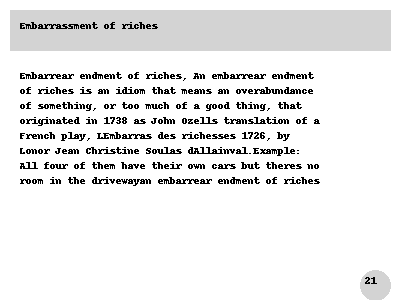 Embarrassment of riches
Embarrear endment of riches, An embarrear endment
of riches is an idiom that means an overabundance
of something, or too much of a good thing, that
originated in 1738 as John Ozells translation of a
French play, LEmbarras des richesses 1726, by
Lonor Jean Christine Soulas dAllainval.Example:
All four of them have their own cars but theres no
room in the drivewayan embarrear endment of riches
21